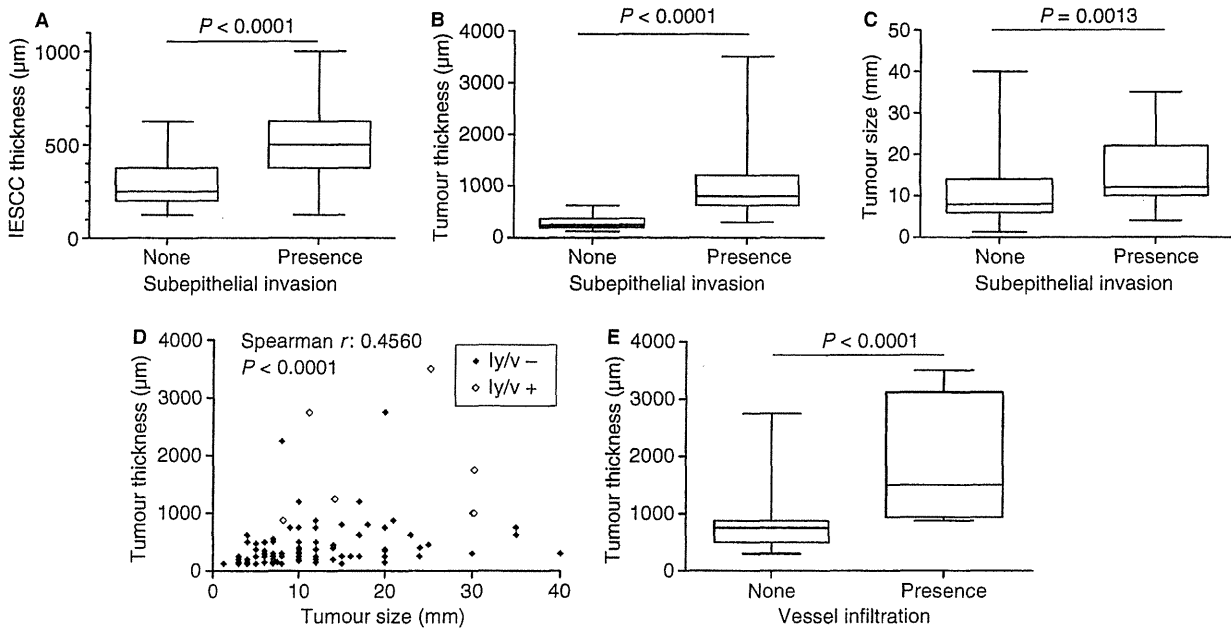 A
P < 0.0001
IESCC thickness (µm)
1000
500
0
None
Presence
Subepithelial invasion
B
P < 0.0001
Tumour thickness (µm)
4000
3000
2000
1000
0
None
Presence
Subepithelial invasion
C
P = 0.0013
Tumour size (mm)
50
40
30
20
10
0
None
Presence
Subepithelial invasion
D
Spearman r: 0.4560
P < 0.0001
ly/v –
ly/v +
Tumour thickness (µm)
4000
3000
2000
1000
0
0
10
20
30
40
Tumour size (mm)
E
P < 0.0001
Tumour thickness (µm)
4000
3000
2000
1000
0
None
Presence
Vessel infiltration